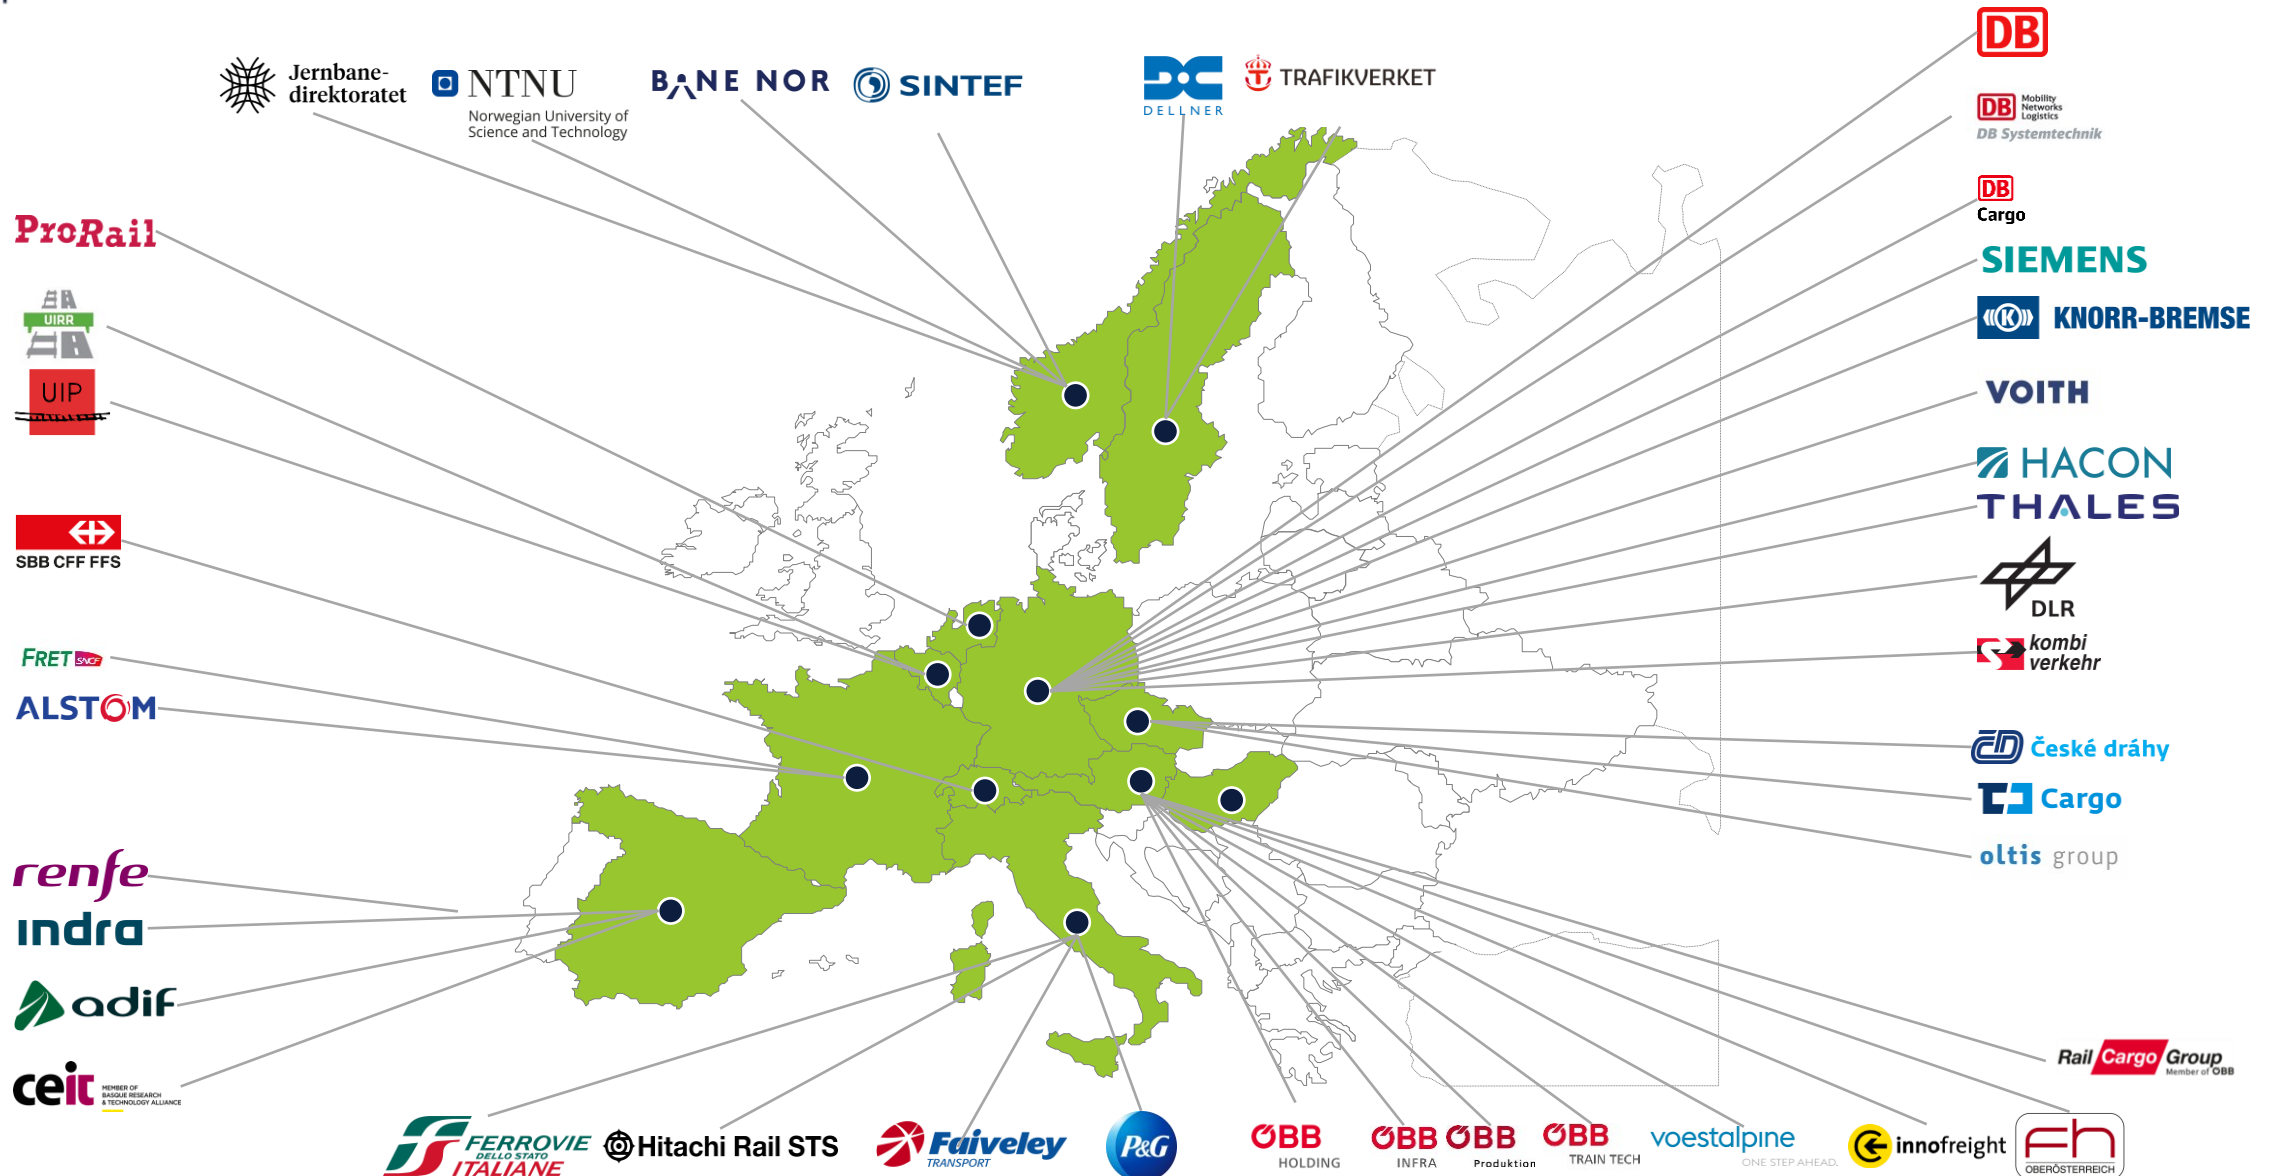 Jernbane-
direktoratet
NTNU
Norwegian University of
Science and Technology
BANE NOR
SINTEF
DELLNER
TRAFIKVERKET
DB
DB
Mobility
Networks
Logistics
DB Systemtechnik
DB
Cargo
SIEMENS
K
KNORR-BREMSE
VOITH
HACON
THALES
DLR
kombi
verkehr
ČD
České dráhy
Cargo
oltis group
ProRail
UIRR
UIP
SBB CFF FFS
FRET SNCF
ALSTOM
renfe
indra
adif
ceit
MEMBER OF
BASQUE RESEARCH
& TECHNOLOGY ALLIANCE
FERROVIE
DELLO STATO
ITALIANE
Hitachi Rail STS
Faiveley
TRANSPORT
P&G
ÖBB
HOLDING
ÖBB
INFRA
ÖBB
Produktion
ÖBB
TRAIN TECH
voestalpine
ONE STEP AHEAD.
innofreight
Rail Cargo Group
Member of ÖBB
fh
OBERÖSTERREICH